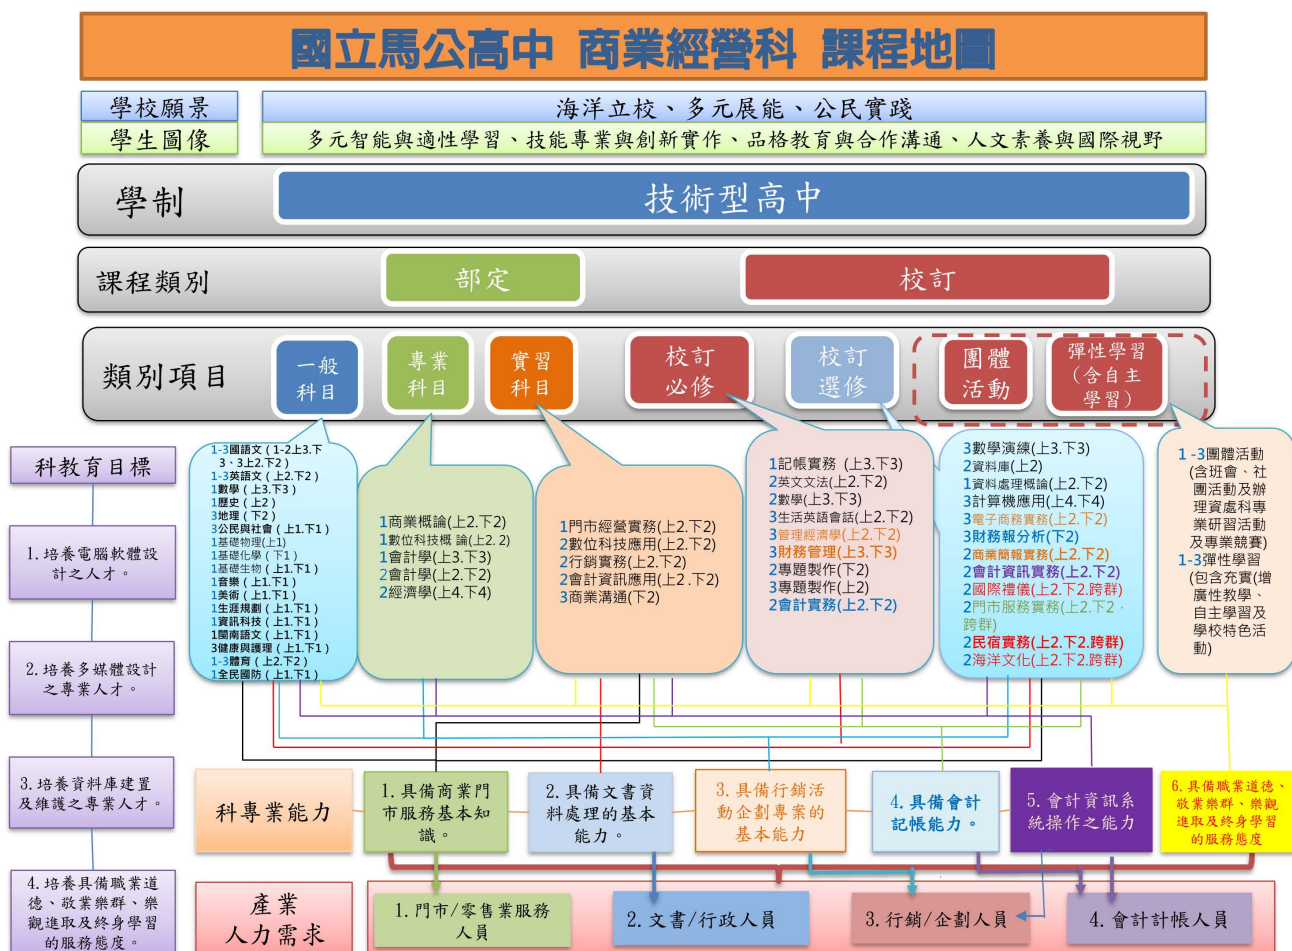 國立馬公高中 商業經營科 課程地圖
學校願景
海洋立校、多元展能、公民實踐
學生圖像
多元智能與適性學習、技能專業與創新實作、品格教育與合作溝通、人文素養與國際視野
學制
技術型高中
課程類別
部定
校訂
類別項目
一般
科目
專業
科目
實習
科目
校訂
必修
校訂
選修
團體
活動
彈性學習
(含自主
學習)
科教育目標
1.培養電腦軟體設
計之人才。
2.培養多媒體設計
之專業人才。
3.培養資料庫建置
及維護之專業人才。
4.培養具備職業道
德、敬業樂群、樂
觀進取及終身學習
的服務態度。
1-3國語文(1-2上3.下
3、3上2.下2)
1-3英語文(上2.下2)
1數學(上3.下3)
1歷史(上2)
3地理(下2)
3公民與社會(上1.下1)
1基礎物理(上1)
1基礎化學(下1)
1基礎生物(上1.下1)
1音樂(上1.下1)
1美術(上1.下1)
1生涯規劃(上1.下1)
1資訊科技(上1.下1)
1閩南語文(上1.下1)
3健康與護理(上1.下1)
1-3體育(上2.下2)
1全民國防(上1.下1)
1商業概論(上2.下2)
1數位科技概 論(上2.2)
1會計學(上3.下3)
2會計學(上2.下2)
2經濟學(上4.下4)
1門市經營實務(上2.下2)
2數位科技應用(上2.下2)
2行銷實務(上2.下2)
2會計資訊應用(上2.下2)
3商業溝通(下2)
1記帳實務 (上3.下3)
2英文文法(上2.下2)
2數學(上3.下3)
3生活英語會話(上2.下2)
3管理經濟學(上2.下2)
3財務管理(上3.下3)
2專題製作(下2)
3專題製作(上2)
2會計實務(上2.下2)
3數學演練(上3.下3)
2資料庫(上2)
1資料處理概論(上2.下2)
3計算機應用(上4.下4)
3電子商務實務(上2.下2)
3財務報分析(下2)
2商業簡報實務(上2.下2)
2會計資訊實務(上2.下2)
2國際禮儀(上2.下2.跨群)
2門市服務實務(上2.下2.
跨群)
2民宿實務(上2.下2.跨群)
2海洋文化(上2.下2.跨群)
1 -3團體活動
(含班會、社
團活動及辦
理資處科專
業研習活動
及專業競賽)
1-3彈性學習
(包含充實(增
廣性教學、
自主學習及
學校特色活
動)
科專業能力
1.具備商業門
市服務基本知
識。
2.具備文書資
料處理的基本
能力。
3.具備行銷活
動企劃專案的
基本能力
4.具備會計
記帳能力。
5.會計資訊系
統操作之能力
6.具備職業道德、
敬業樂群、樂觀
進取及終身學習
的服務態度
產業
人力需求
1.門市/零售業服務
人員
2.文書/行政人員
3.行銷/企劃人員
4.會計計帳人員